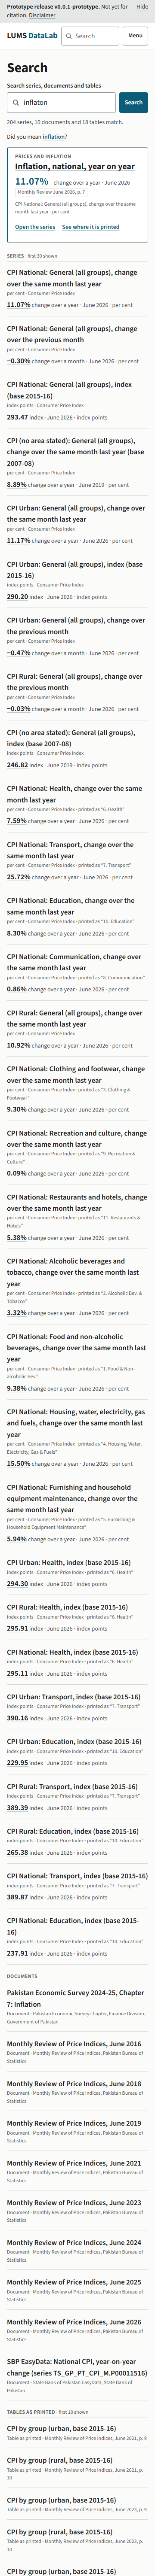 Prototype release v0.0.1-prototype. Not yet for citation. Disclaimer
Hide
LUMS DataLab
Search
Menu
Search
Search series, documents and tables
inflation
Search
204 series, 10 documents and 18 tables match.
Did you mean inflation?
PRICES AND INFLATION
Inflation, national, year on year
11.07% change over a year · June 2026
Monthly Review June 2026, p. 7
CPI National: General (all groups), change over the same month last year · per cent
Open the series
See where it is printed
SERIES · first 30 shown
CPI National: General (all groups), change over the same month last year
per cent · Consumer Price Index
11.07% change over a year · June 2026 · per cent
CPI National: General (all groups), change over the previous month
per cent · Consumer Price Index
−0.30% change over a month · June 2026 · per cent
CPI National: General (all groups), index (base 2015-16)
index points · Consumer Price Index
293.47 index · June 2026 · index points
CPI (no area stated): General (all groups), change over the same month last year (base 2007-08)
per cent · Consumer Price Index
8.89% change over a year · June 2019 · per cent
CPI Urban: General (all groups), change over the same month last year
per cent · Consumer Price Index
11.17% change over a year · June 2026 · per cent
CPI Urban: General (all groups), index (base 2015-16)
index points · Consumer Price Index
290.20 index · June 2026 · index points
CPI Urban: General (all groups), change over the previous month
per cent · Consumer Price Index
−0.47% change over a month · June 2026 · per cent
CPI Rural: General (all groups), change over the previous month
per cent · Consumer Price Index
−0.03% change over a month · June 2026 · per cent
CPI (no area stated): General (all groups), index (base 2007-08)
index points · Consumer Price Index
246.82 index · June 2019 · index points
CPI National: Health, change over the same month last year
per cent · Consumer Price Index · printed as "6. Health"
7.59% change over a year · June 2026 · per cent
CPI National: Transport, change over the same month last year
per cent · Consumer Price Index · printed as "7. Transport"
25.72% change over a year · June 2026 · per cent
CPI National: Education, change over the same month last year
per cent · Consumer Price Index · printed as "10. Education"
8.30% change over a year · June 2026 · per cent
CPI National: Communication, change over the same month last year
per cent · Consumer Price Index · printed as "8. Communication"
0.86% change over a year · June 2026 · per cent
CPI Rural: General (all groups), change over the same month last year
per cent · Consumer Price Index
10.92% change over a year · June 2026 · per cent
CPI National: Clothing and footwear, change over the same month last year
per cent · Consumer Price Index · printed as "3. Clothing & Footwear"
9.30% change over a year · June 2026 · per cent
CPI National: Recreation and culture, change over the same month last year
per cent · Consumer Price Index · printed as "9. Recreation & Culture"
0.09% change over a year · June 2026 · per cent
CPI National: Restaurants and hotels, change over the same month last year
per cent · Consumer Price Index · printed as "11. Restaurants & Hotels"
5.38% change over a year · June 2026 · per cent
CPI National: Alcoholic beverages and tobacco, change over the same month last year
per cent · Consumer Price Index · printed as "2. Alcoholic Bev. & Tobacco"
3.32% change over a year · June 2026 · per cent
CPI National: Food and non-alcoholic beverages, change over the same month last year
per cent · Consumer Price Index · printed as "1. Food & Non-alcoholic Bev."
9.38% change over a year · June 2026 · per cent
CPI National: Housing, water, electricity, gas and fuels, change over the same month last year
per cent · Consumer Price Index · printed as "4. Housing, Water, Electricity, Gas & Fuels"
15.50% change over a year · June 2026 · per cent
CPI National: Furnishing and household equipment maintenance, change over the same month last year
per cent · Consumer Price Index · printed as "5. Furnishing & Household Equipment Maintenance"
5.94% change over a year · June 2026 · per cent
CPI Urban: Health, index (base 2015-16)
index points · Consumer Price Index · printed as "6. Health"
294.30 index · June 2026 · index points
CPI Rural: Health, index (base 2015-16)
index points · Consumer Price Index · printed as "6. Health"
295.91 index · June 2026 · index points
CPI National: Health, index (base 2015-16)
index points · Consumer Price Index · printed as "6. Health"
295.11 index · June 2026 · index points
CPI Urban: Transport, index (base 2015-16)
index points · Consumer Price Index · printed as "7. Transport"
390.16 index · June 2026 · index points
CPI Urban: Education, index (base 2015-16)
index points · Consumer Price Index · printed as "10. Education"
229.95 index · June 2026 · index points
CPI Rural: Transport, index (base 2015-16)
index points · Consumer Price Index · printed as "7. Transport"
389.39 index · June 2026 · index points
CPI Rural: Education, index (base 2015-16)
index points · Consumer Price Index · printed as "10. Education"
265.38 index · June 2026 · index points
CPI National: Transport, index (base 2015-16)
index points · Consumer Price Index · printed as "7. Transport"
389.87 index · June 2026 · index points
CPI National: Education, index (base 2015-16)
index points · Consumer Price Index · printed as "10. Education"
237.91 index · June 2026 · index points
DOCUMENTS
Pakistan Economic Survey 2024-25, Chapter 7: Inflation
Document · Pakistan Economic Survey chapter, Finance Division, Government of Pakistan
Monthly Review of Price Indices, June 2016
Document · Monthly Review of Price Indices, Pakistan Bureau of Statistics
Monthly Review of Price Indices, June 2018
Document · Monthly Review of Price Indices, Pakistan Bureau of Statistics
Monthly Review of Price Indices, June 2019
Document · Monthly Review of Price Indices, Pakistan Bureau of Statistics
Monthly Review of Price Indices, June 2021
Document · Monthly Review of Price Indices, Pakistan Bureau of Statistics
Monthly Review of Price Indices, June 2023
Document · Monthly Review of Price Indices, Pakistan Bureau of Statistics
Monthly Review of Price Indices, June 2024
Document · Monthly Review of Price Indices, Pakistan Bureau of Statistics
Monthly Review of Price Indices, June 2025
Document · Monthly Review of Price Indices, Pakistan Bureau of Statistics
Monthly Review of Price Indices, June 2026
Document · Monthly Review of Price Indices, Pakistan Bureau of Statistics
SBP EasyData: National CPI, year-on-year change (series TS_GP_PT_CPI_M.P00011516)
Document · State Bank of Pakistan EasyData, State Bank of Pakistan
TABLES AS PRINTED · first 10 shown
CPI by group (urban, base 2015-16)
Table as printed · Monthly Review of Price Indices, June 2021, p. 9
CPI by group (rural, base 2015-16)
Table as printed · Monthly Review of Price Indices, June 2021, p. 10
CPI by group (urban, base 2015-16)
Table as printed · Monthly Review of Price Indices, June 2023, p. 9
CPI by group (rural, base 2015-16)
Table as printed · Monthly Review of Price Indices, June 2023, p. 10
CPI by group (urban, base 2015-16)